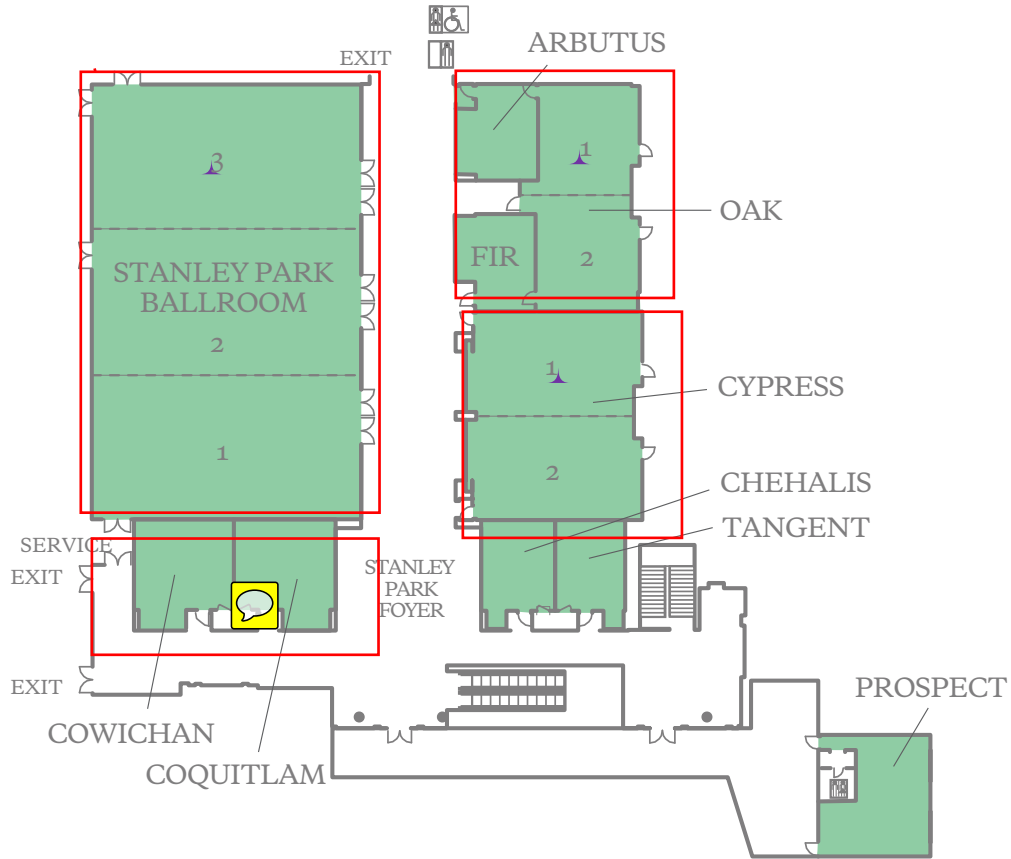 ARBUTUS
EXIT
3
1
OAK
FIR
2
STANLEY PARK
BALLROOM
2
1
CYPRESS
1
2
CHEHALIS
TANGENT
SERVICE
EXIT
STANLEY
PARK
FOYER
EXIT
PROSPECT
COWICHAN
COQUITLAM